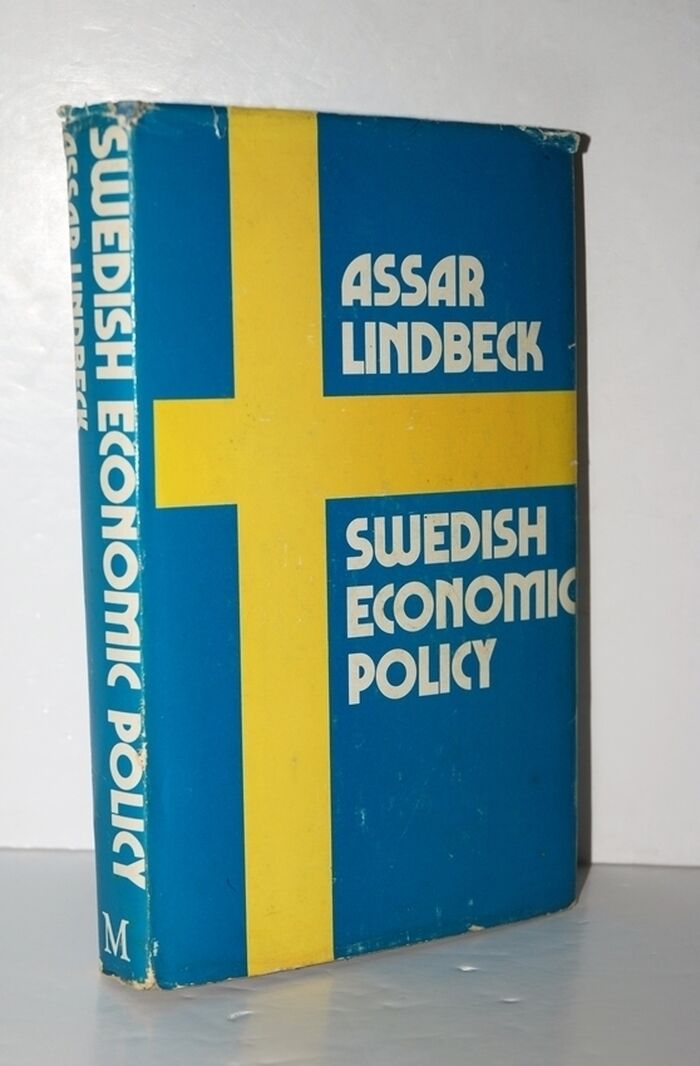 ASSAR
LINDBECK
SWEDISH
ECONOMIC
POLICY
SWEDISH ECONOMIC POLICY
ASSAR LINDBECK
M